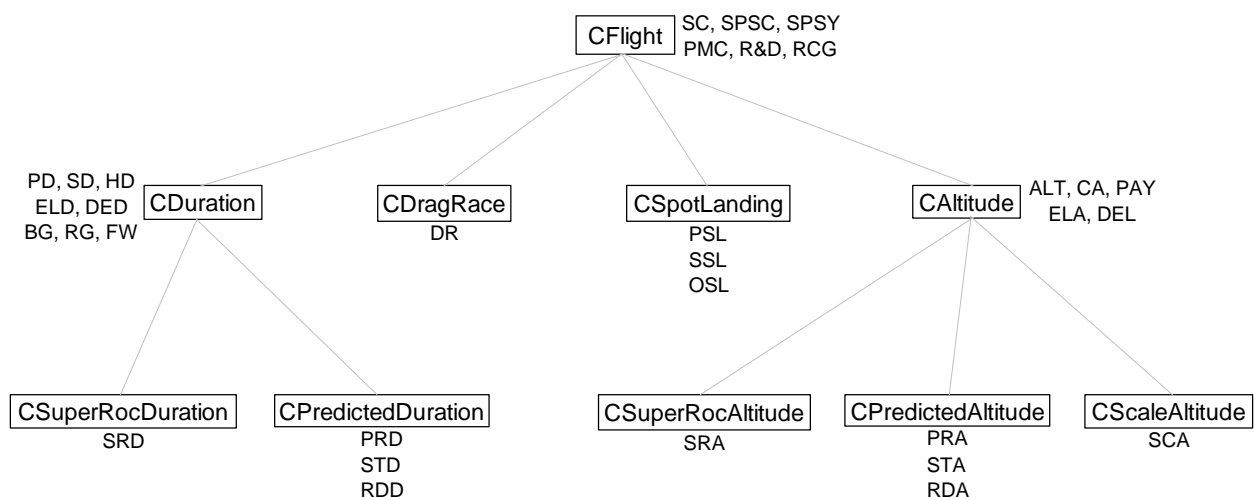 CFlight
SC, SPSC, SPSY
PMC, R&D, RCG
PD, SD, HD
ELD, DED
BG, RG, FW
CDuration
CDragRace
DR
CSpotLanding
PSL
SSL
OSL
CAltitude
ALT, CA, PAY
ELA, DEL
CSuperRocDuration
SRD
CPredictedDuration
PRD
STD
RDD
CSuperRocAltitude
SRA
CPredictedAltitude
PRA
STA
RDA
CScaleAltitude
SCA